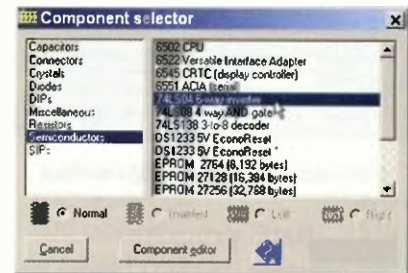 Component selector
Capacitors
Connectors
Crystals
Diodes
DIPs
Miscellaneous
Resistors
Semiconductors
SIPs
6502 CPU
6522 Versatile Interface Adapter
6545 CRTC (display controller)
6551 ACIA (serial)
74LS04 6-way inverter
74LS08 4 way AND gate
74LS138 3-to-8 decoder
DS1233 5V EconoReset
DS1233 5V EconoReset
EPROM 2764 (8,192 bytes)
EPROM 27128 (16,384 bytes)
EPROM 27256 (32,768 bytes)
Normal
Inverted
Left
Right
Cancel
Component editor